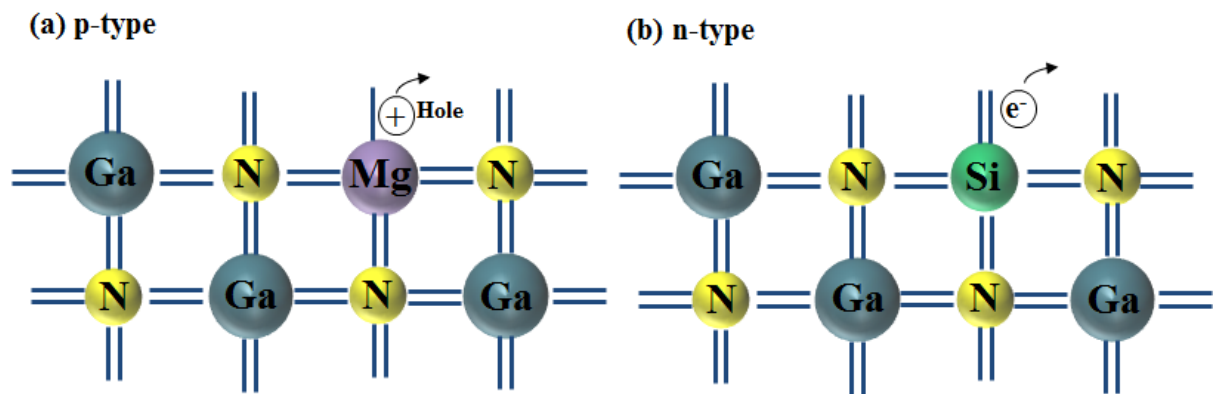 (a) p-type
(b) n-type
+ Hole
e-
Ga N Mg N
Ga N Si N
N Ga N Ga
N Ga N Ga